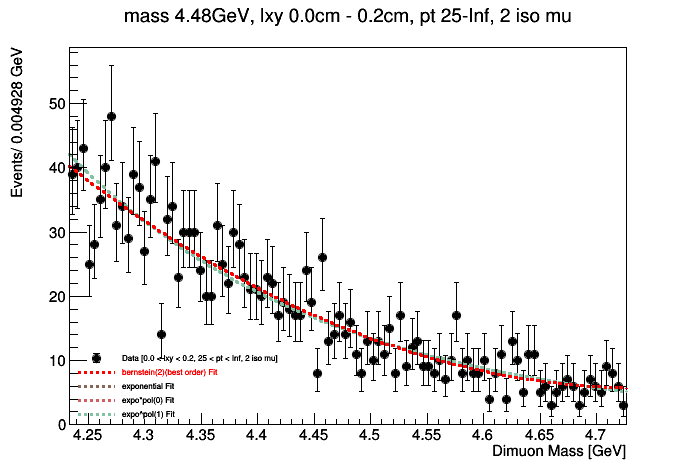 mass 4.48GeV, lxy 0.0cm - 0.2cm, pt 25-Inf, 2 iso mu
Events/ 0.004928 GeV
50
40
30
20
10
0
Data [0.0 < lxy < 0.2, 25 < pt < Inf, 2 iso mu]
bernstein(2)(best order) Fit
exponential Fit
expo*pol(0) Fit
expo*pol(1) Fit
4.25 4.3 4.35 4.4 4.45 4.5 4.55 4.6 4.65 4.7
Dimuon Mass [GeV]